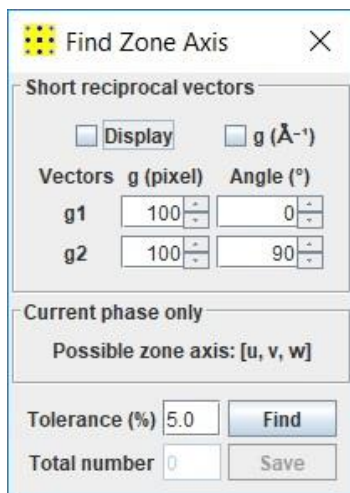 Find Zone Axis
Short reciprocal vectors
Display g (Å⁻¹)
Vectors g (pixel) Angle (°)
g1 100 0
g2 100 90
Current phase only
Possible zone axis: [u, v, w]
Tolerance (%) 5.0 Find
Total number 0 Save